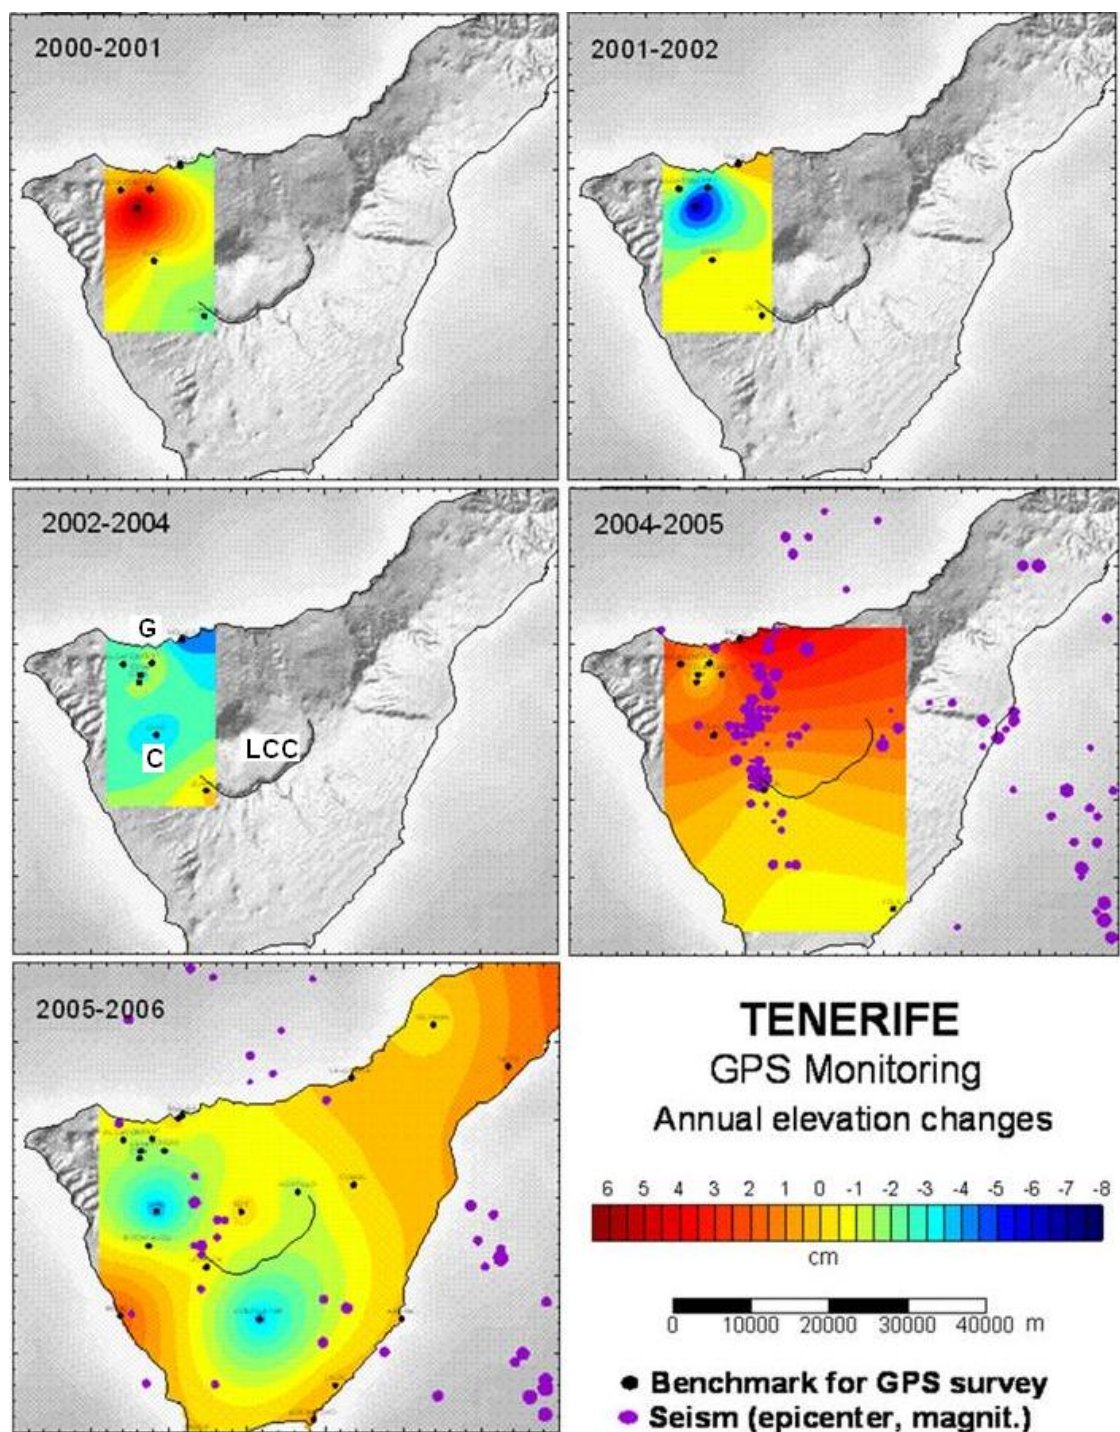 2000-2001
2001-2002
2002-2004
G
C
LCC
2004-2005
2005-2006
TENERIFE
GPS Monitoring
Annual elevation changes
6 5 4 3 2 1 0 -1 -2 -3 -4 -5 -6 -7 -8
cm
0 10000 20000 30000 40000 m
Benchmark for GPS survey
Seism (epicenter, magnit.)